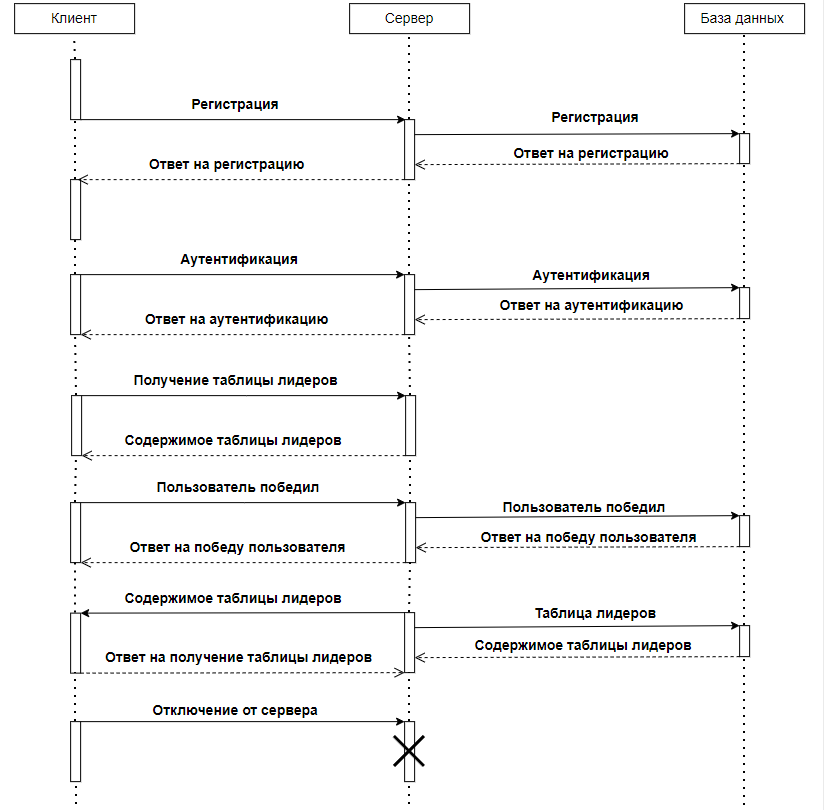 Клиент
Сервер
База данных
Регистрация
Регистрация
Ответ на регистрацию
Ответ на регистрацию
Аутентификация
Аутентификация
Ответ на аутентификацию
Ответ на аутентификацию
Получение таблицы лидеров
Содержимое таблицы лидеров
Пользователь победил
Пользователь победил
Ответ на победу пользователя
Ответ на победу пользователя
Содержимое таблицы лидеров
Таблица лидеров
Содержимое таблицы лидеров
Ответ на получение таблицы лидеров
Отключение от сервера